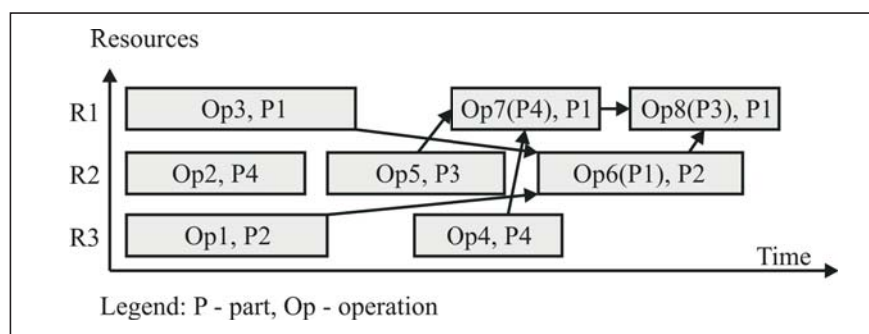 Resources
R1
Op3, P1
Op7(P4), P1
Op8(P3), P1
R2
Op2, P4
Op5, P3
Op6(P1), P2
R3
Op1, P2
Op4, P4
Time
Legend: P - part, Op - operation